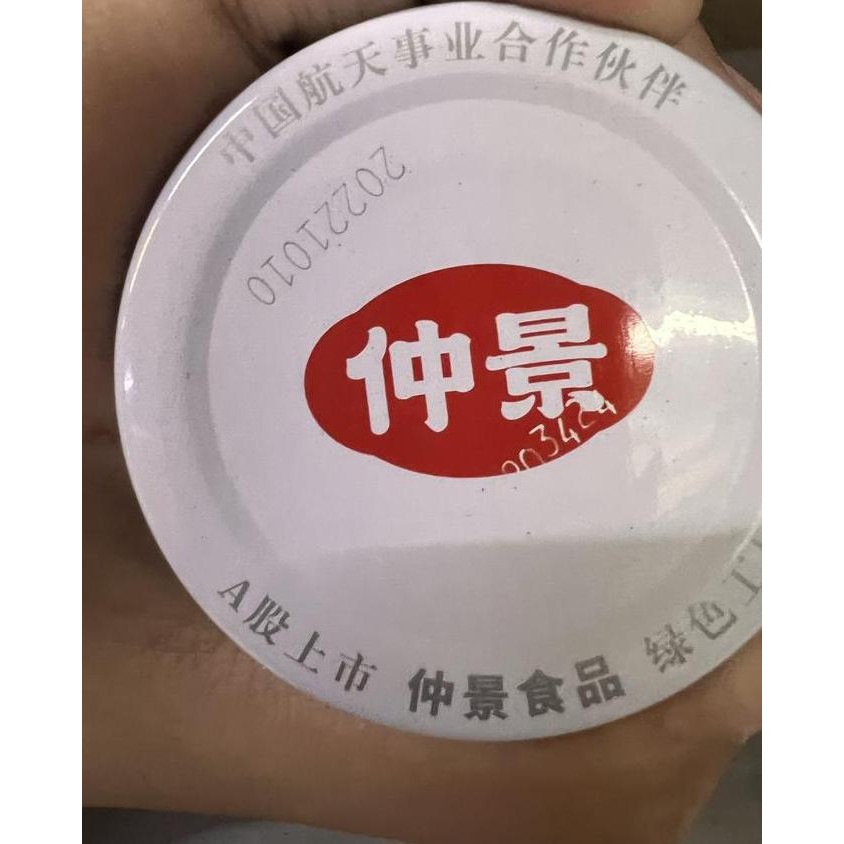 中国航天事业合作伙伴
20221010
仲景
A股上市 仲景食品 绿色工